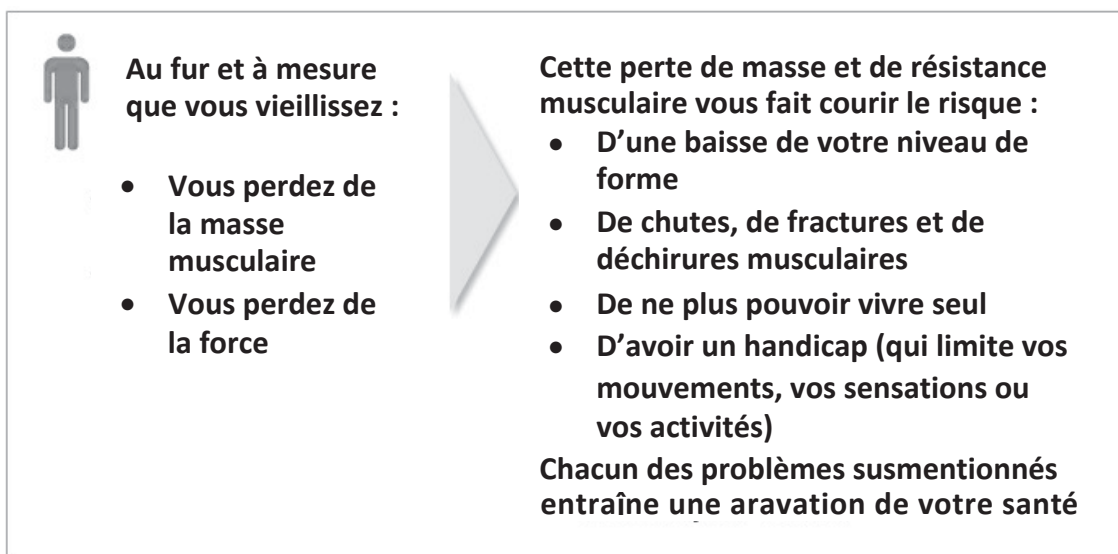 Au fur et à mesure
que vous vieillissez :
• Vous perdez de
la masse
musculaire
• Vous perdez de
la force
Cette perte de masse et de résistance
musculaire vous fait courir le risque :
• D’une baisse de votre niveau de
forme
• De chutes, de fractures et de
déchirures musculaires
• De ne plus pouvoir vivre seul
• D’avoir un handicap (qui limite vos
mouvements, vos sensations ou
vos activités)
Chacun des problèmes susmentionnés
entraîne une aravation de votre santé